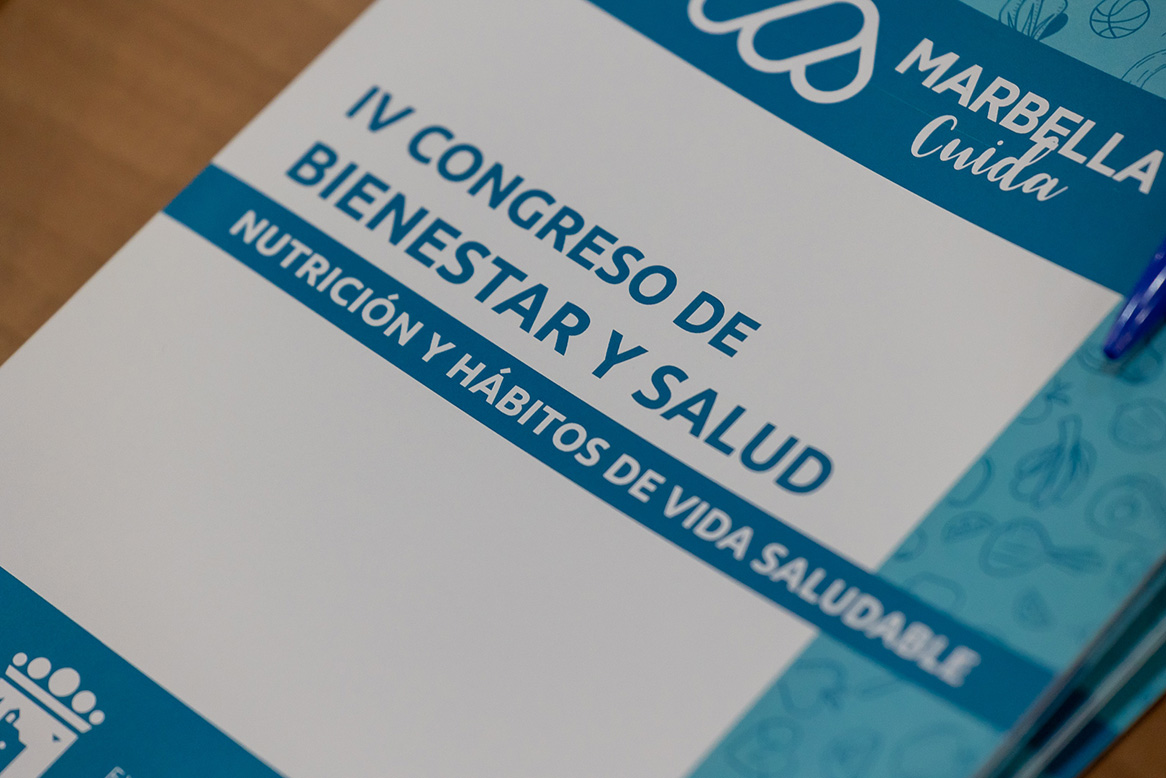 MARBELLA
Cuida
IV CONGRESO DE
BIENESTAR Y SALUD
NUTRICIÓN Y HÁBITOS DE VIDA SALUDABLE